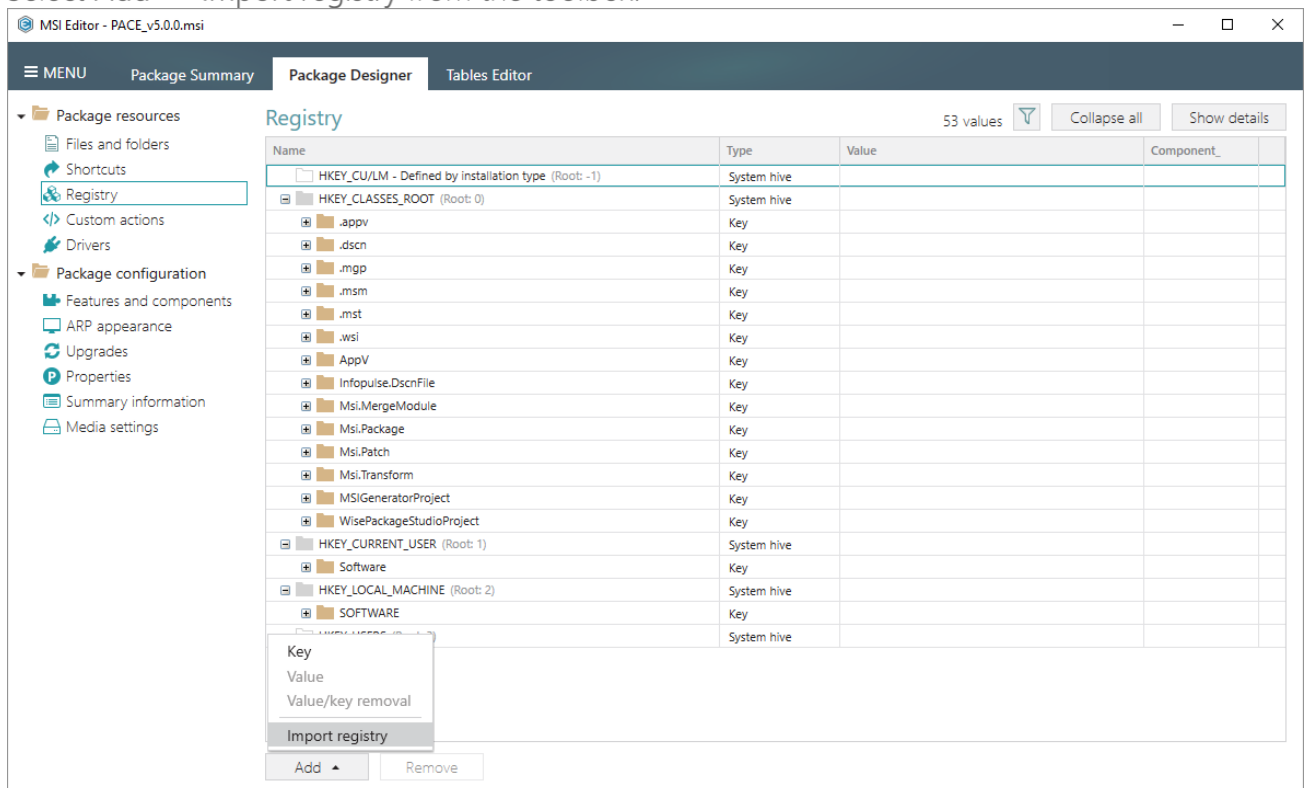 MSI Editor - PACE_v5.0.0.msi
MENU Package Summary Package Designer Tables Editor
Package resources
Files and folders
Shortcuts
Registry
Custom actions
Drivers
Package configuration
Features and components
ARP appearance
Upgrades
Properties
Summary information
Media settings
Registry
53 values Collapse all Show details
Name Type Value Component_
HKEY_CU/LM - Defined by installation type (Root: -1) System hive
HKEY_CLASSES_ROOT (Root: 0) System hive
.appv Key
.dscn Key
.mgp Key
.msm Key
.mst Key
.wsi Key
AppV Key
Infopulse.DscnFile Key
Msi.MergeModule Key
Msi.Package Key
Msi.Patch Key
Msi.Transform Key
MSIGeneratorProject Key
WisePackageStudioProject Key
HKEY_CURRENT_USER (Root: 1) System hive
Software Key
HKEY_LOCAL_MACHINE (Root: 2) System hive
SOFTWARE Key
System hive
Key
Value
Value/key removal
Import registry
Add Remove